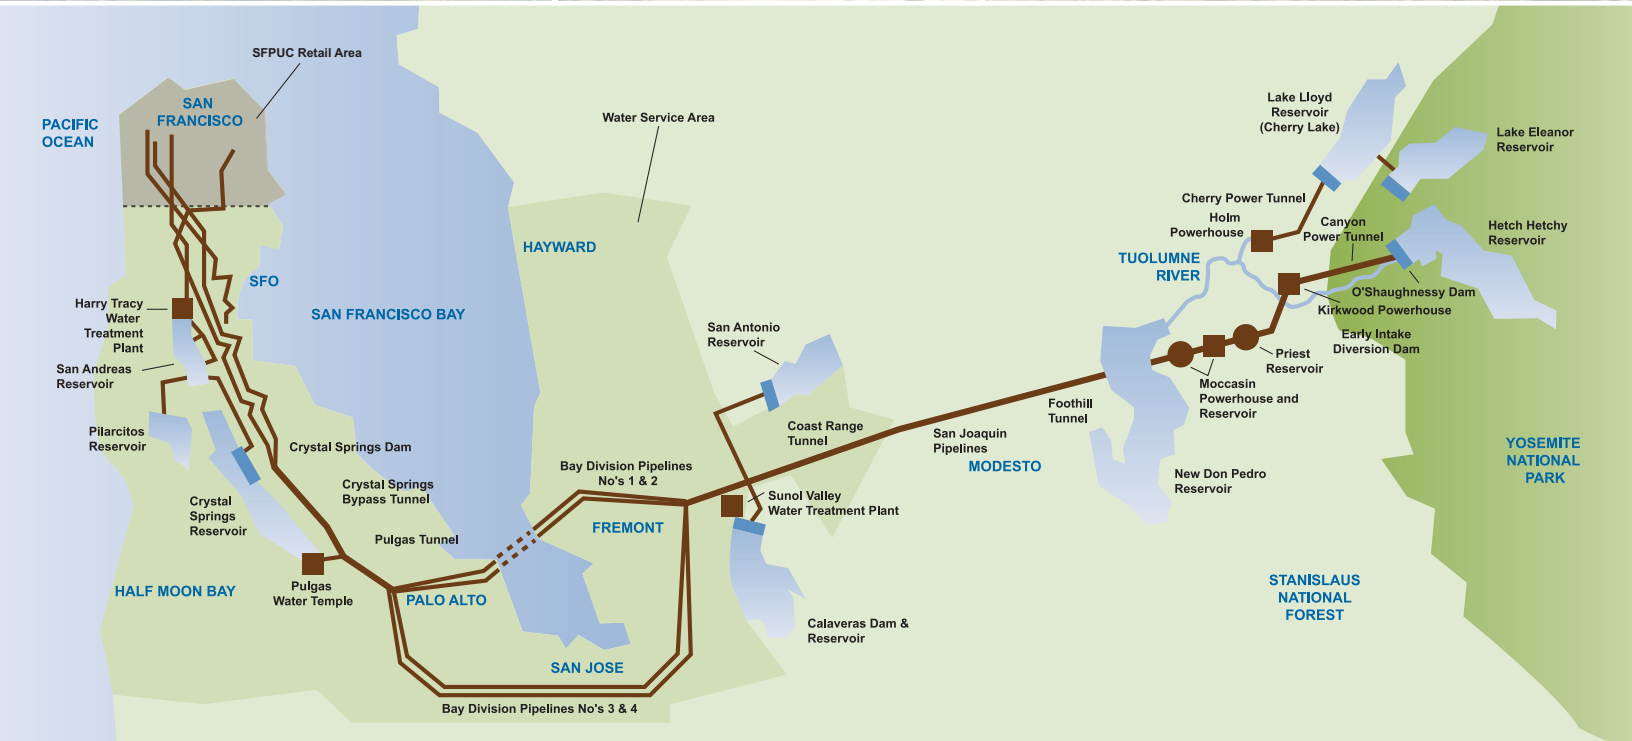 SFPUC Retail Area
SAN
FRANCISCO
PACIFIC
OCEAN
Water Service Area
Lake Lloyd
Reservoir
(Cherry Lake)
Lake Eleanor
Reservoir
Cherry Power Tunnel
Holm
Powerhouse
Canyon
Power Tunnel
Hetch Hetchy
Reservoir
HAYWARD
TUOLUMNE
RIVER
SFO
O'Shaughnessy Dam
Kirkwood Powerhouse
Harry Tracy
Water
Treatment
Plant
SAN FRANCISCO BAY
San Antonio
Reservoir
Early Intake
Diversion Dam
Priest
Reservoir
San Andreas
Reservoir
Moccasin
Powerhouse and
Reservoir
Foothill
Tunnel
Pilarcitos
Reservoir
Crystal Springs Dam
Coast Range
Tunnel
San Joaquin
Pipelines
MODESTO
YOSEMITE
NATIONAL
PARK
Bay Division Pipelines
No's 1 & 2
New Don Pedro
Reservoir
Crystal Springs
Bypass Tunnel
Crystal
Springs
Reservoir
Sunol Valley
Water Treatment Plant
FREMONT
Pulgas Tunnel
HALF MOON BAY
Pulgas
Water Temple
PALO ALTO
STANISLAUS
NATIONAL
FOREST
Calaveras Dam &
Reservoir
SAN JOSE
Bay Division Pipelines No's 3 & 4